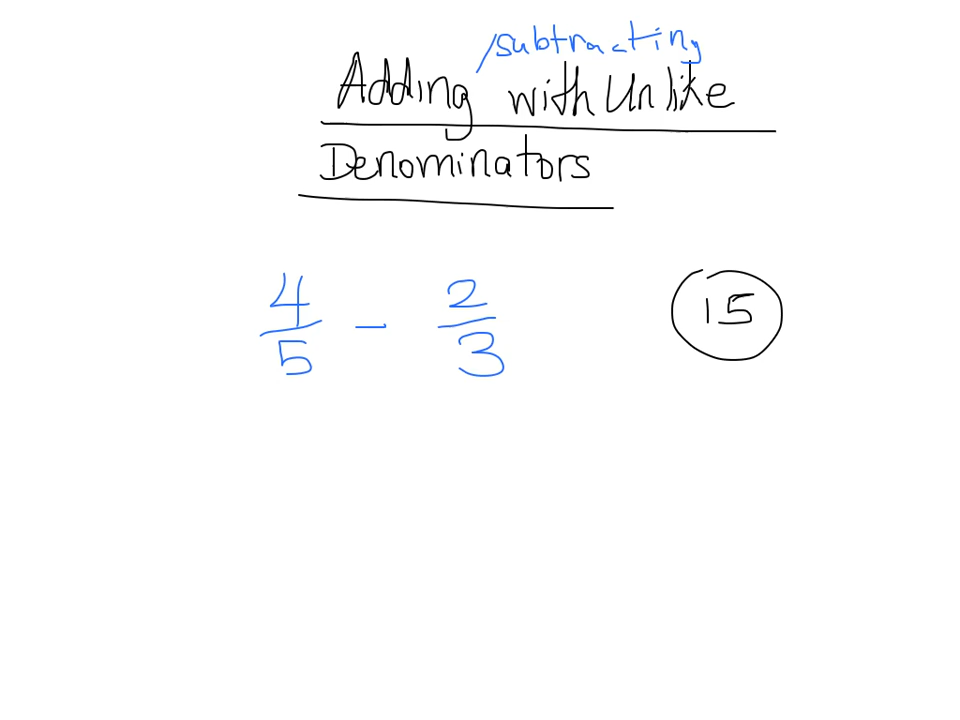 /subtracting
Adding with Unlike
Denominators
4/5 - 2/3
15